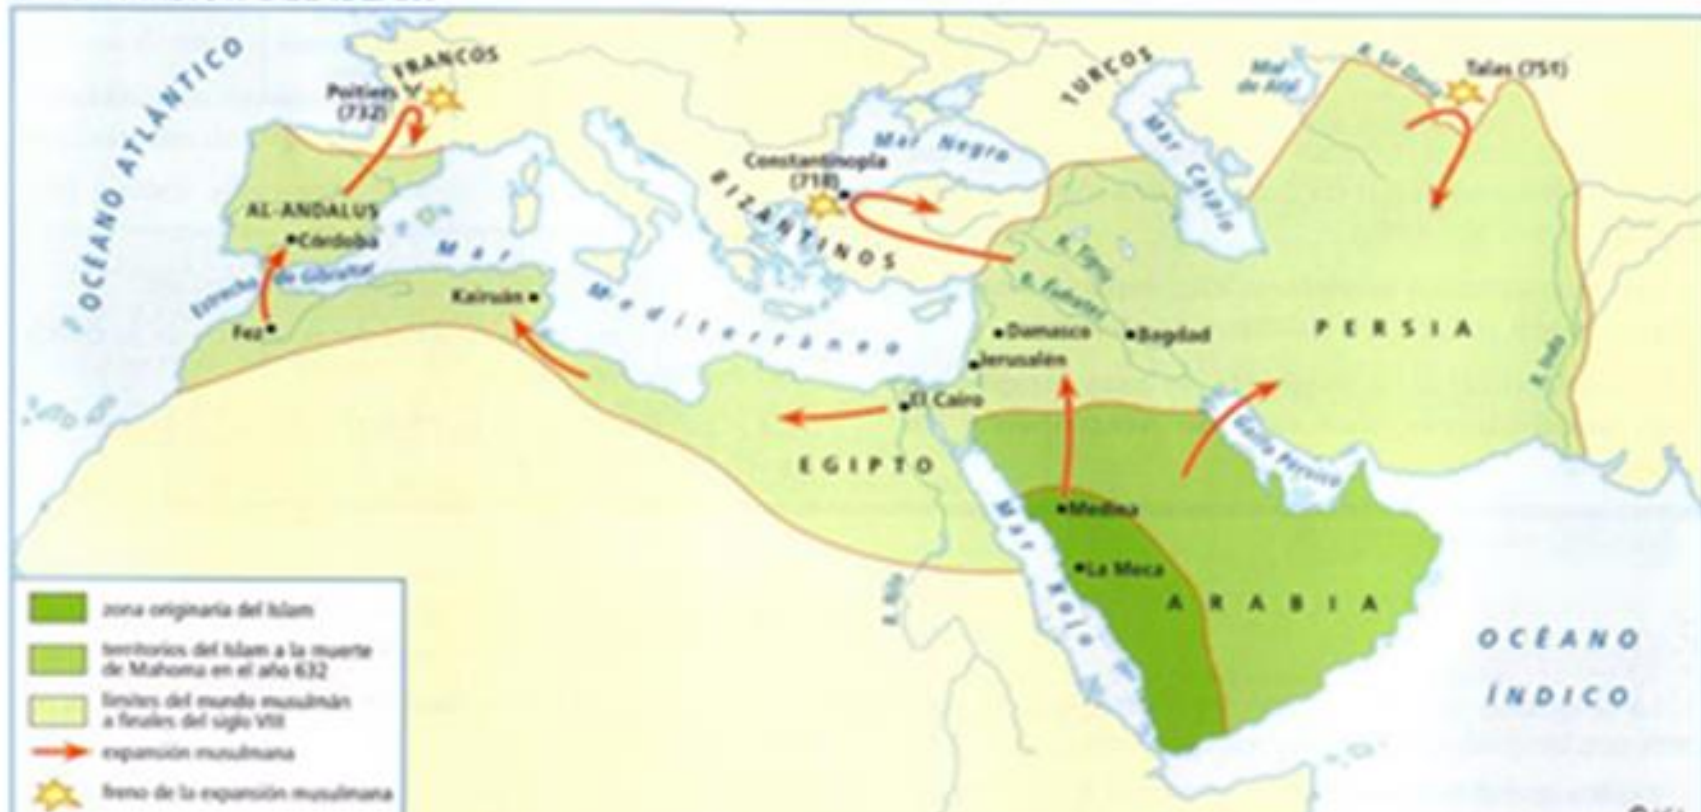 OCÉANO ATLÁNTICO
FRANCOS
Poitiers
(732)
AL-ANDALUS
Córdoba
Estrecho de Gibraltar
Fez
Kairuán
Mar Mediterráneo
Constantinopla
(718)
BIZANTINOS
Mar Negro
TURCOS
Mar Caspio
Mar
de Aral
R. Sir Daria
Talas (751)
R. Tigris
R. Éufrates
Damasco
Bagdad
Jerusalén
El Cairo
EGIPTO
R. Nilo
PERSIA
R. Indo
Golfo Pérsico
Mar Rojo
Medina
La Meca
ARABIA
OCÉANO
ÍNDICO
zona originaria del Islam
territorios del Islam a la muerte
de Mahoma en el año 632
límites del mundo musulmán
a finales del siglo VIII
expansión musulmana
freno de la expansión musulmana